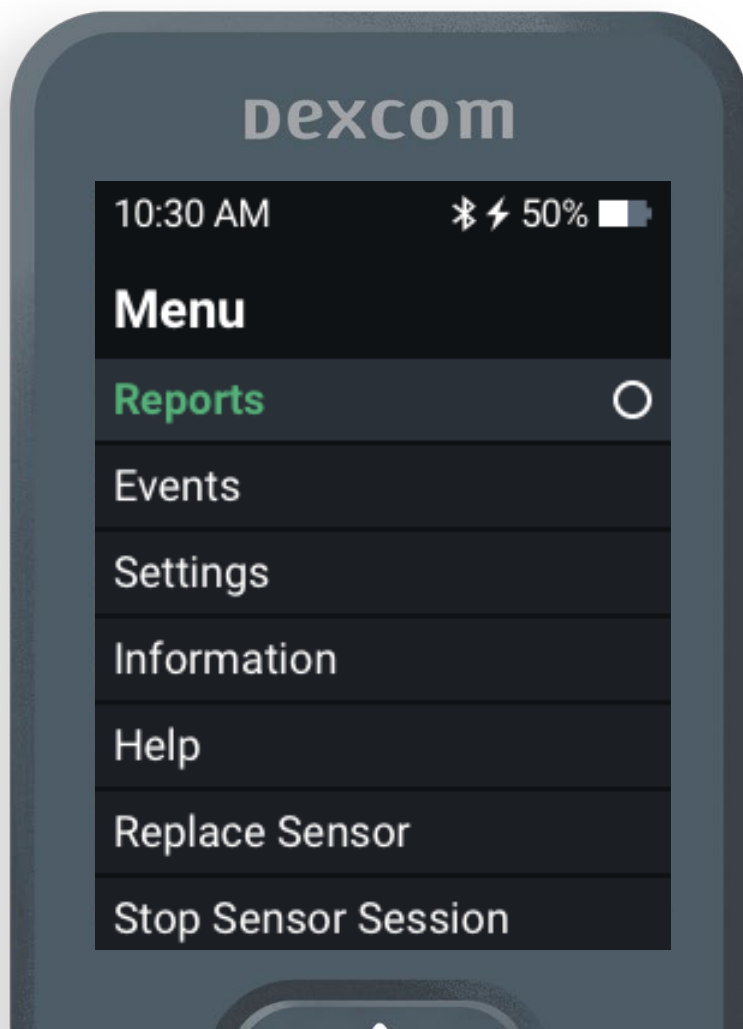 Dexcom
10:30 AM 50%
Menu
Reports
Events
Settings
Information
Help
Replace Sensor
Stop Sensor Session